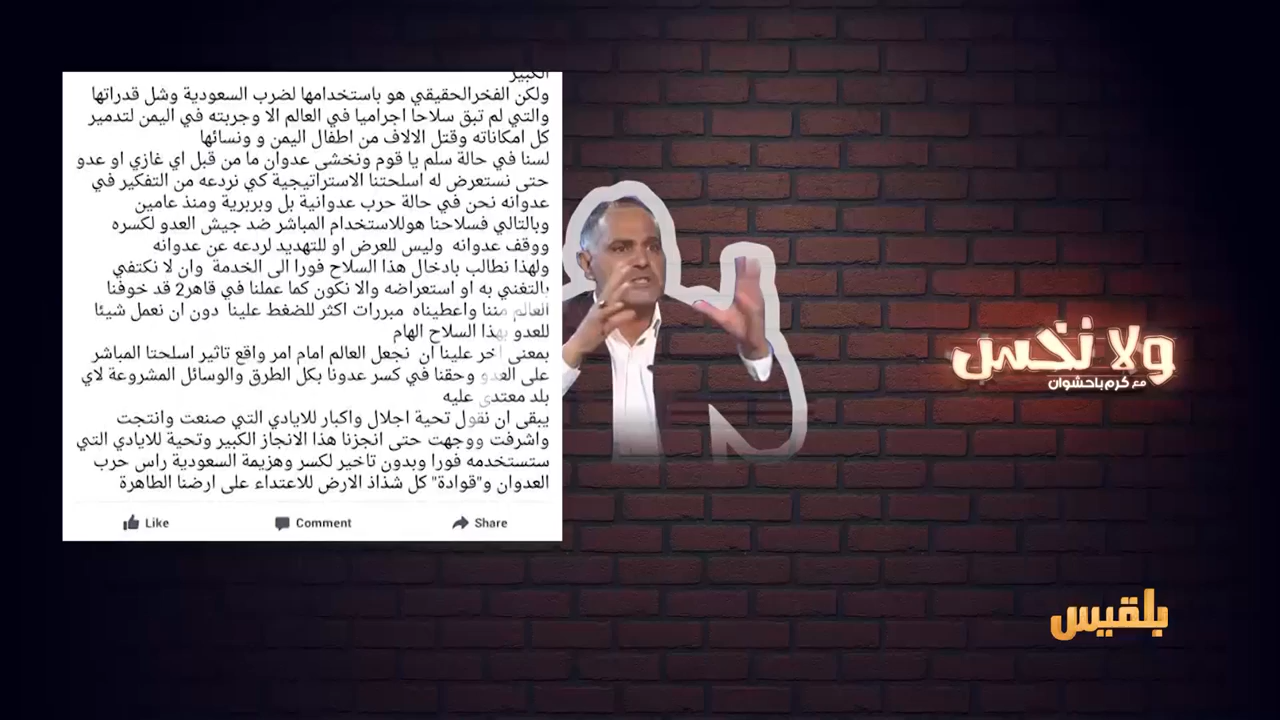 الكبير
ولكن الفخرالحقيقي هو باستخدامها لضرب السعودية وشل قدراتها
والتي لم تبق سلاحا اجراميا في العالم الا وجربته في اليمن لتدمير
كل امكاناته وقتل الالاف من اطفال اليمن و ونسائها
لسنا في حالة سلم يا قوم ونخشى عدوان ما من قبل اي غازي او عدو
حتى نستعرض له اسلحتنا الاستراتيجية كي نردعه من التفكير في
عدوانه نحن في حالة حرب عدوانية بل وبربرية ومنذ عامين
وبالتالي فسلاحنا هوللاستخدام المباشر ضد جيش العدو لكسره
ووقف عدوانه وليس للعرض او للتهديد لردعه عن عدوانه
ولهذا نطالب بادخال هذا السلاح فورا الى الخدمة وان لا نكتفي
بالتغني به او استعراضه والا نكون كما عملنا في قاهر2 قد خوفنا
العالم مننا واعطيناه مبررات اكثر للضغط علينا دون ان نعمل شيئا
للعدو بهذا السلاح الهام
بمعنى اخر علينا ان نجعل العالم امام امر واقع تاثير اسلحتا المباشر
على العدو وحقنا في كسر عدونا بكل الطرق والوسائل المشروعة لاي
بلد معتدى عليه
يبقى ان نقول تحية اجلال واكبار للايادي التي صنعت وانتجت
واشرفت ووجهت حتى انجزنا هذا الانجاز الكبير وتحية للايادي التي
ستستخدمه فورا وبدون تاخير لكسر وهزيمة السعودية راس حرب
العدوان و"قوادة" كل شذاذ الارض للاعتداء على ارضنا الطاهرة
Like Comment Share
ولا نخس
مع كرم باحشوان
بلقيس